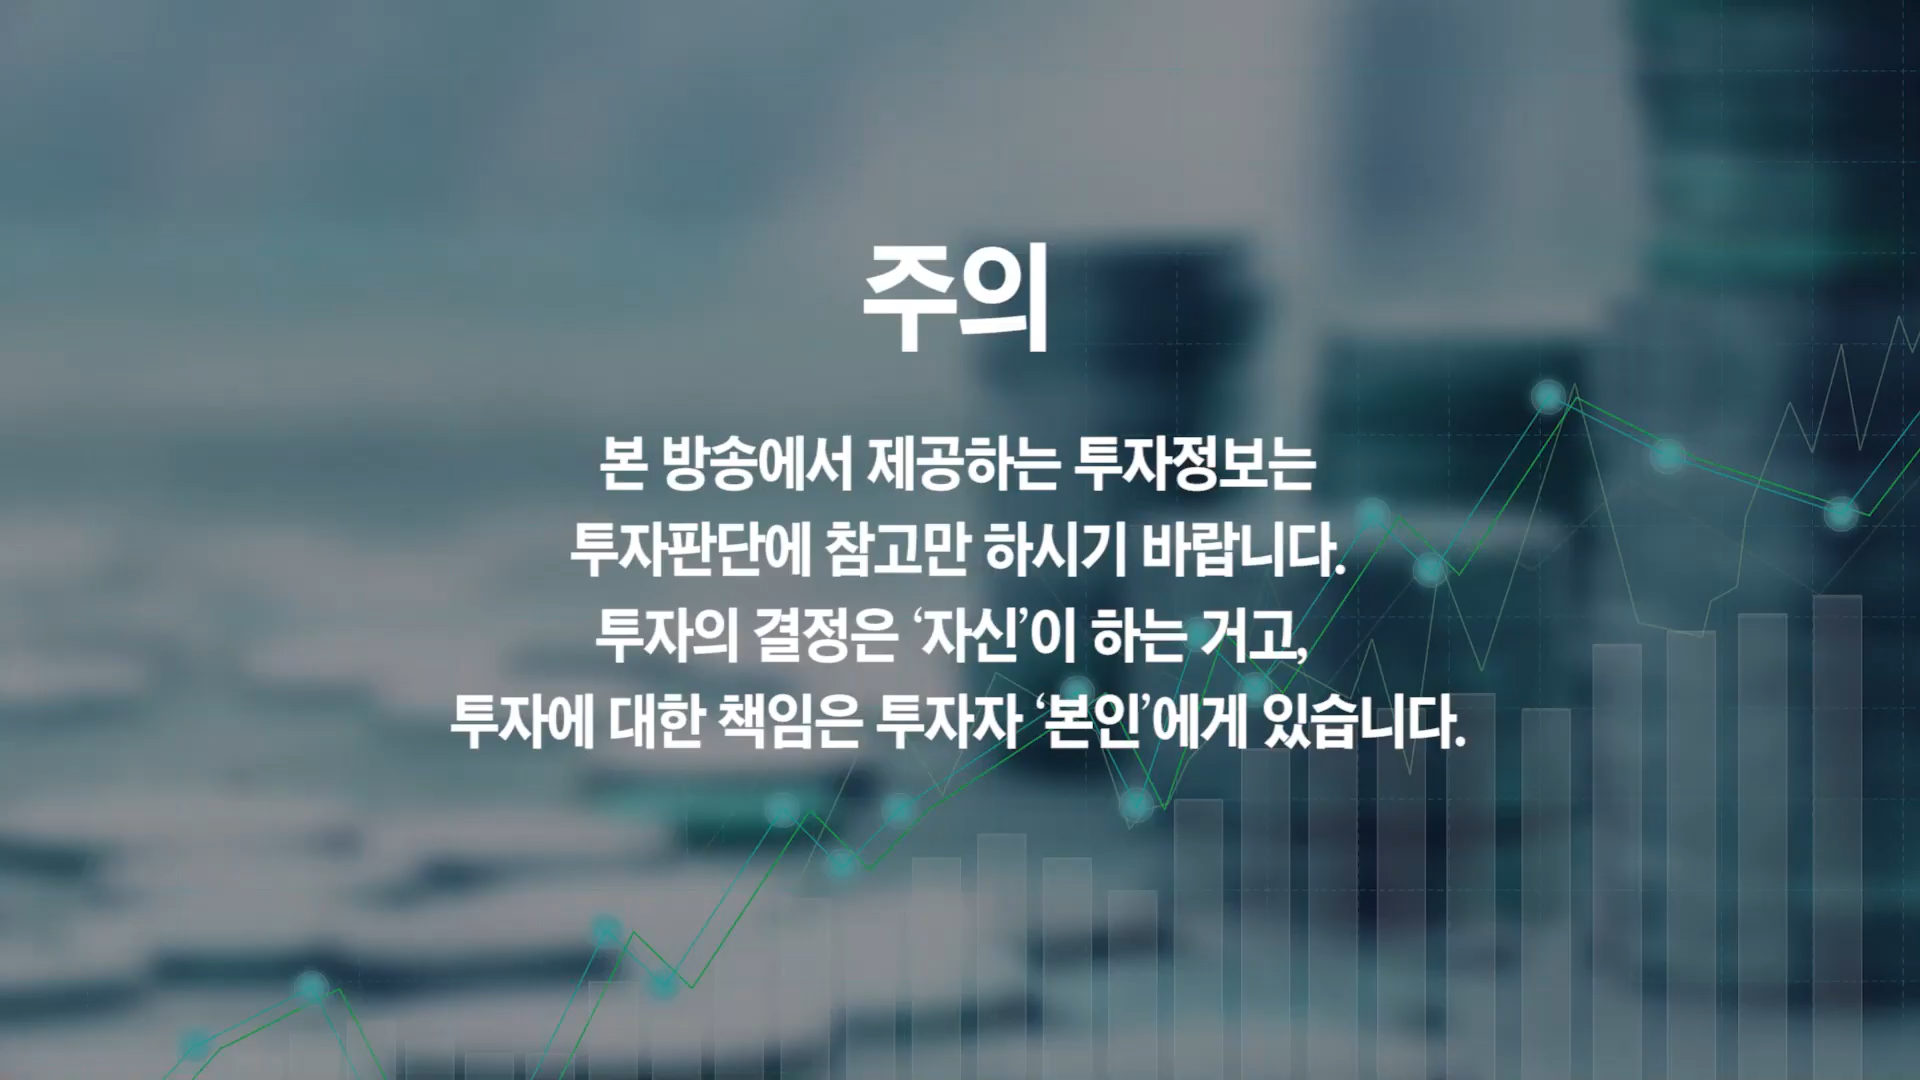 주의
본 방송에서 제공하는 투자정보는
투자판단에 참고만 하시기 바랍니다.
투자의 결정은 ‘자신’이 하는 거고,
투자에 대한 책임은 투자자 ‘본인’에게 있습니다.